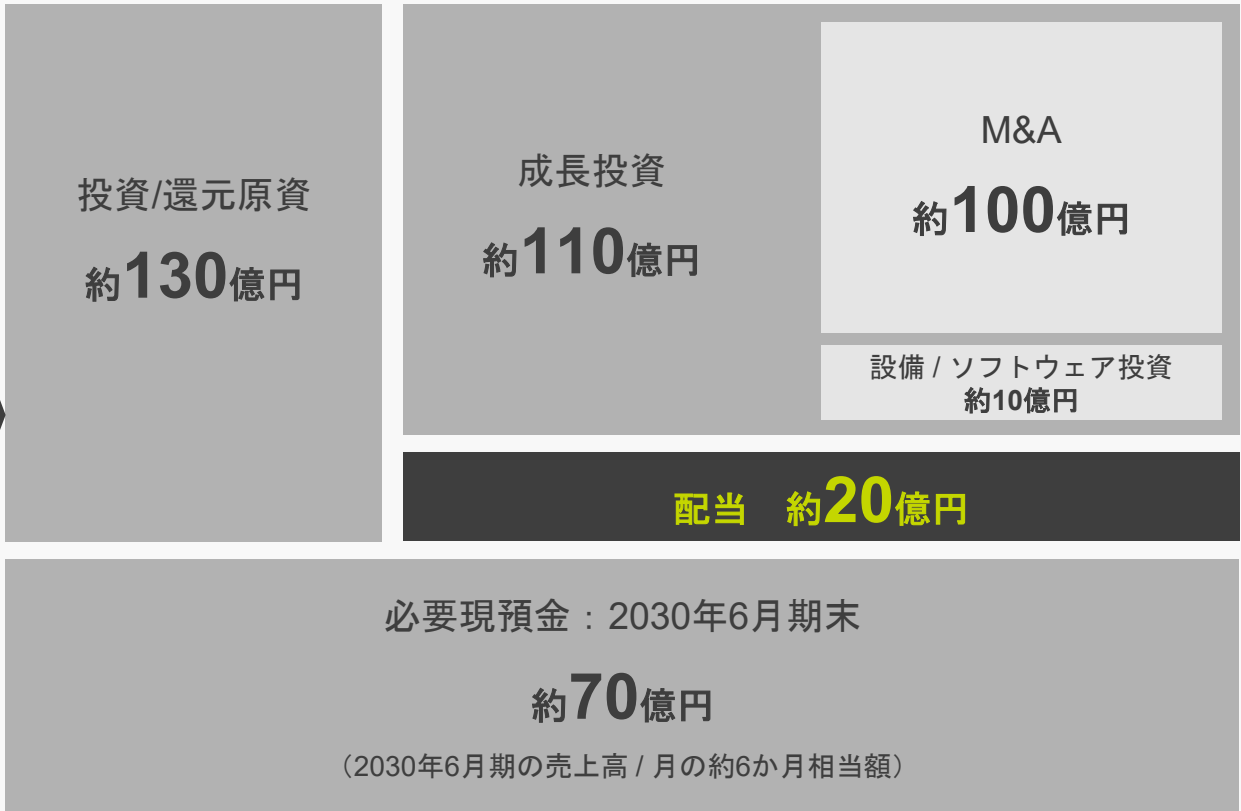 投資/還元原資
約130億円
成長投資
約110億円
M&A
約100億円
設備 / ソフトウェア投資
約10億円
配当　約20億円
必要現預金：2030年6月期末
約70億円
（2030年6月期の売上高 / 月の約6か月相当額）